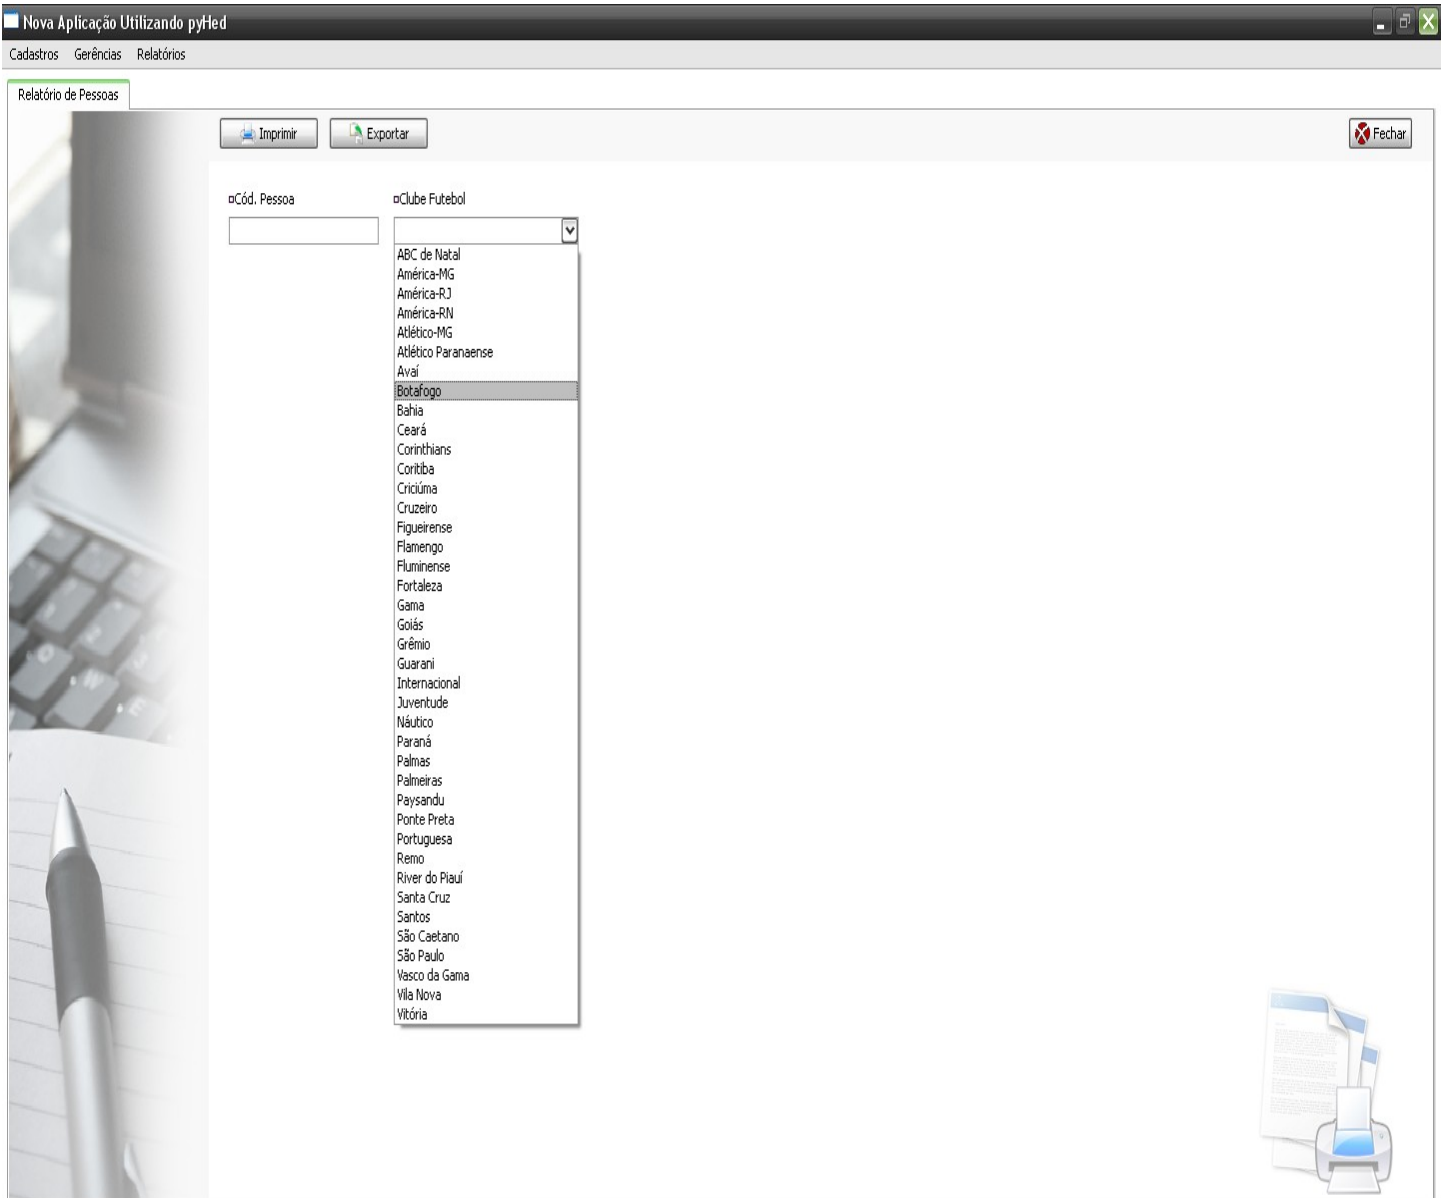 Nova Aplicação Utilizando pyHed
Cadastros Gerências Relatórios
Relatório de Pessoas
Imprimir Exportar Fechar
Cód. Pessoa Clube Futebol
ABC de Natal
América-MG
América-RJ
América-RN
Atlético-MG
Atlético Paranaense
Avaí
Botafogo
Bahia
Ceará
Corinthians
Coritiba
Criciúma
Cruzeiro
Figueirense
Flamengo
Fluminense
Fortaleza
Gama
Goiás
Grêmio
Guarani
Internacional
Juventude
Náutico
Paraná
Palmas
Palmeiras
Paysandu
Ponte Preta
Portuguesa
Remo
River do Piauí
Santa Cruz
Santos
São Caetano
São Paulo
Vasco da Gama
Vila Nova
Vitória